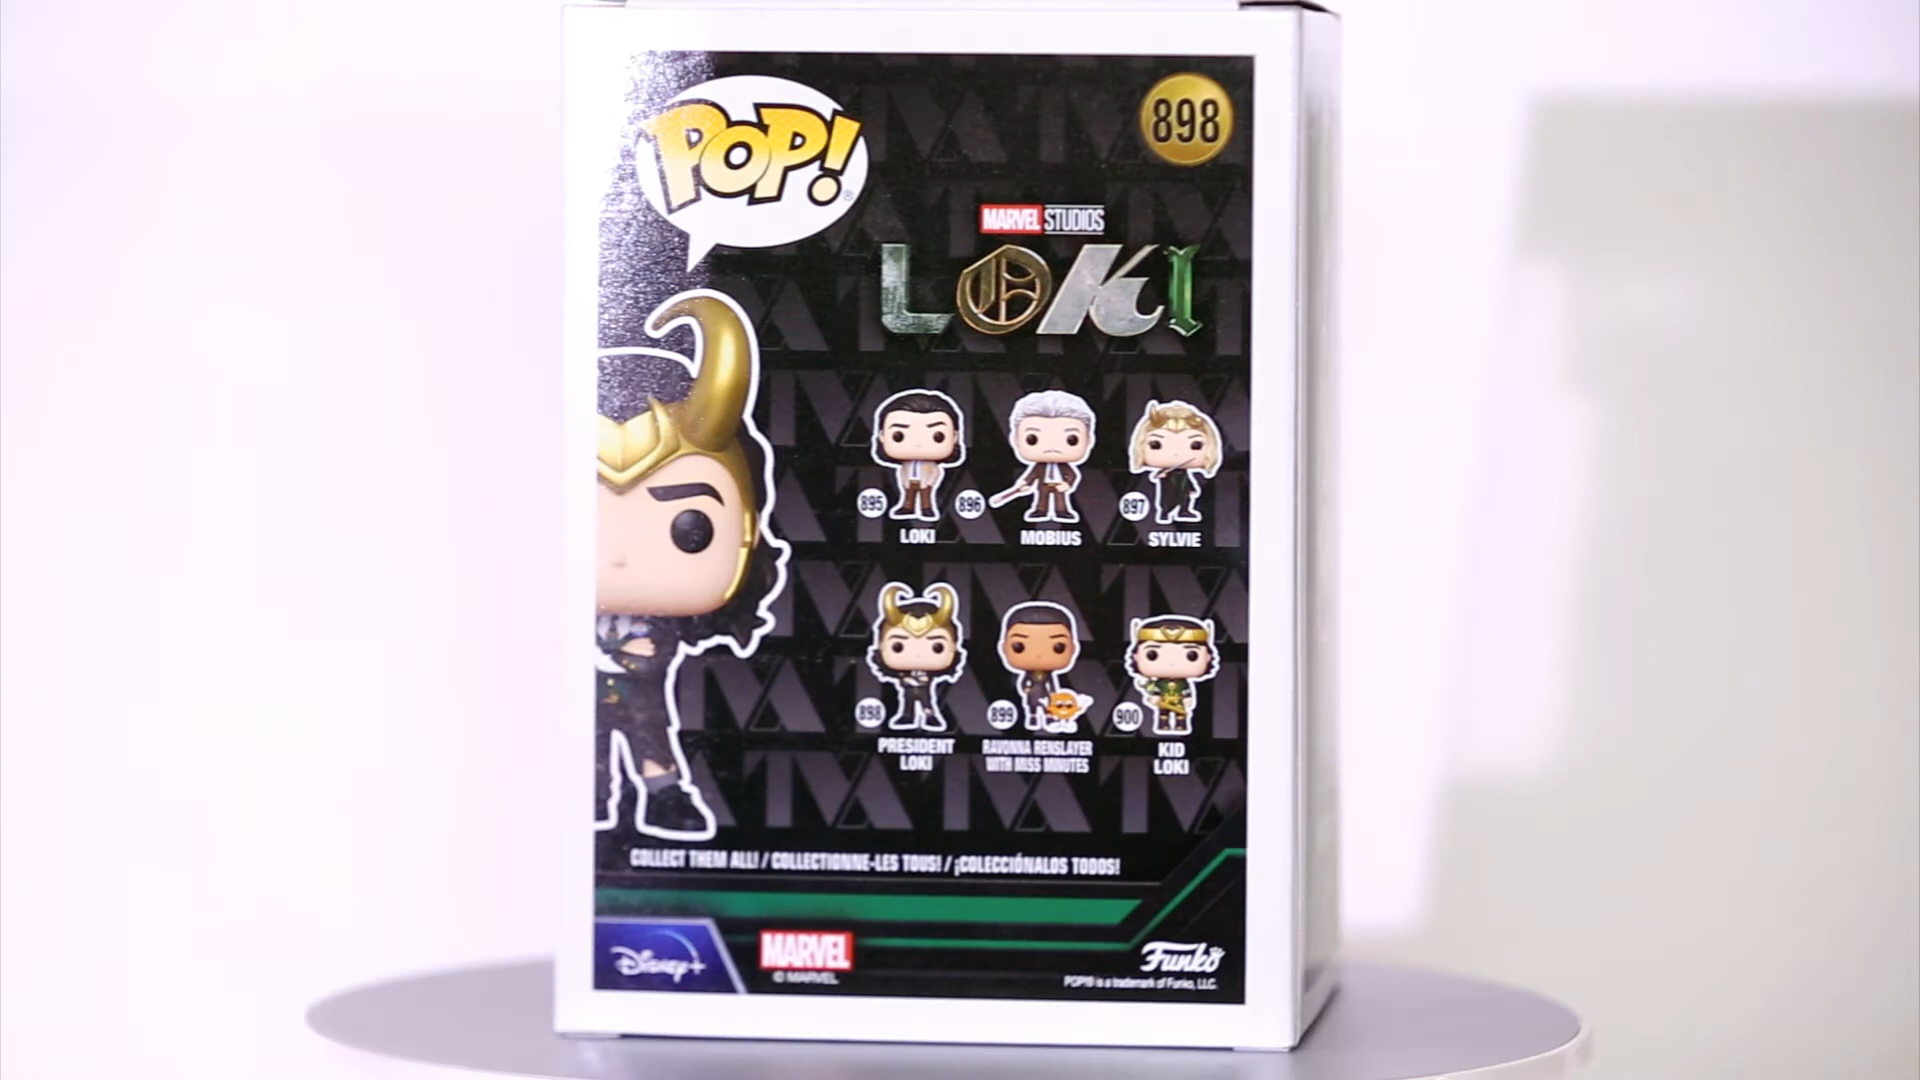 POP!
898
MARVEL STUDIOS
LOKI
895
LOKI
896
MOBIUS
897
SYLVIE
898
PRESIDENT
LOKI
899
RAVONNA RENSLAYER
WITH MISS MINUTES
900
KID
LOKI
COLLECT THEM ALL! / COLLECTIONNE-LES TOUS! / ¡COLECCIÓNALOS TODOS!
Disney+
MARVEL
© MARVEL
Funko
POP!® is a trademark of Funko, LLC.
TVA